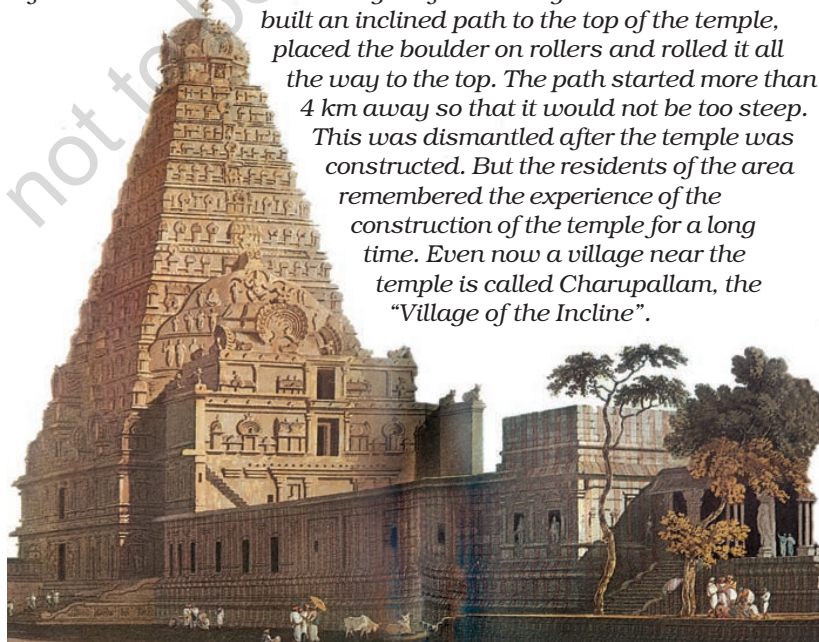 built an inclined path to the top of the temple,
placed the boulder on rollers and rolled it all
the way to the top. The path started more than
4 km away so that it would not be too steep.
This was dismantled after the temple was
constructed. But the residents of the area
remembered the experience of the
construction of the temple for a long
time. Even now a village near the
temple is called Charupallam, the
“Village of the Incline”.
not to be